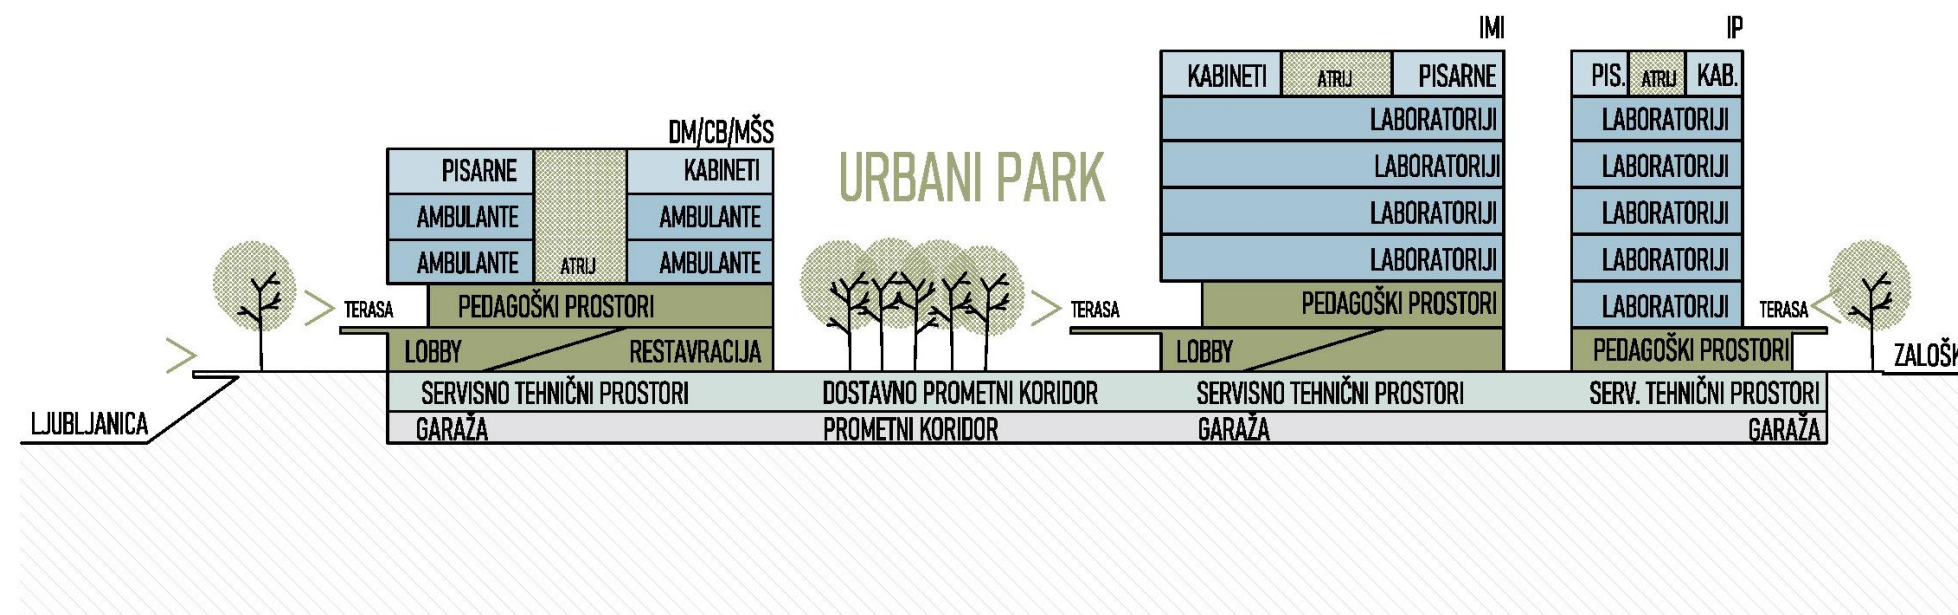 IMI
IP
KABINETI ATRIJ PISARNE
PIS. ATRIJ KAB.
LABORATORIJI
LABORATORIJI
DM/CB/MŠS
PISARNE KABINETI
URBANI PARK
LABORATORIJI
LABORATORIJI
AMBULANTE AMBULANTE
LABORATORIJI
LABORATORIJI
AMBULANTE ATRIJ AMBULANTE
LABORATORIJI
LABORATORIJI
TERASA
PEDAGOŠKI PROSTORI
TERASA
PEDAGOŠKI PROSTORI
LABORATORIJI
TERASA
LOBBY RESTAVRACIJA
LOBBY
PEDAGOŠKI PROSTORI
ZALOŠK
SERVISNO TEHNIČNI PROSTORI DOSTAVNO PROMETNI KORIDOR SERVISNO TEHNIČNI PROSTORI SERV. TEHNIČNI PROSTORI
LJUBLJANICA
GARAŽA PROMETNI KORIDOR GARAŽA GARAŽA